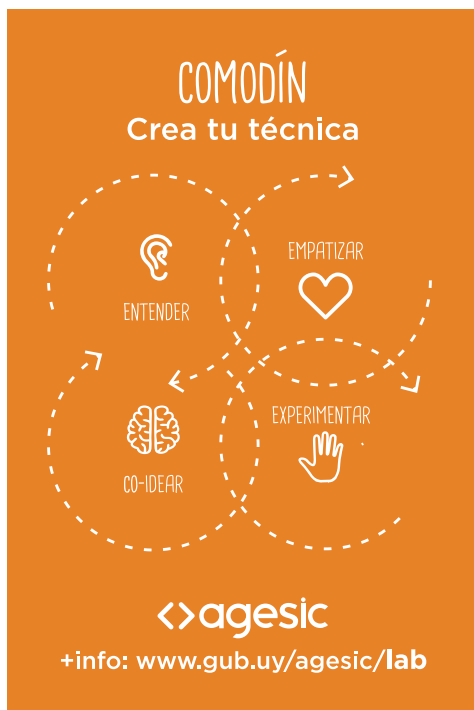 COMODÍN
Crea tu técnica
ENTENDER
EMPATIZAR
CO-IDEAR
EXPERIMENTAR
<>agesic
+info: www.gub.uy/agesic/lab